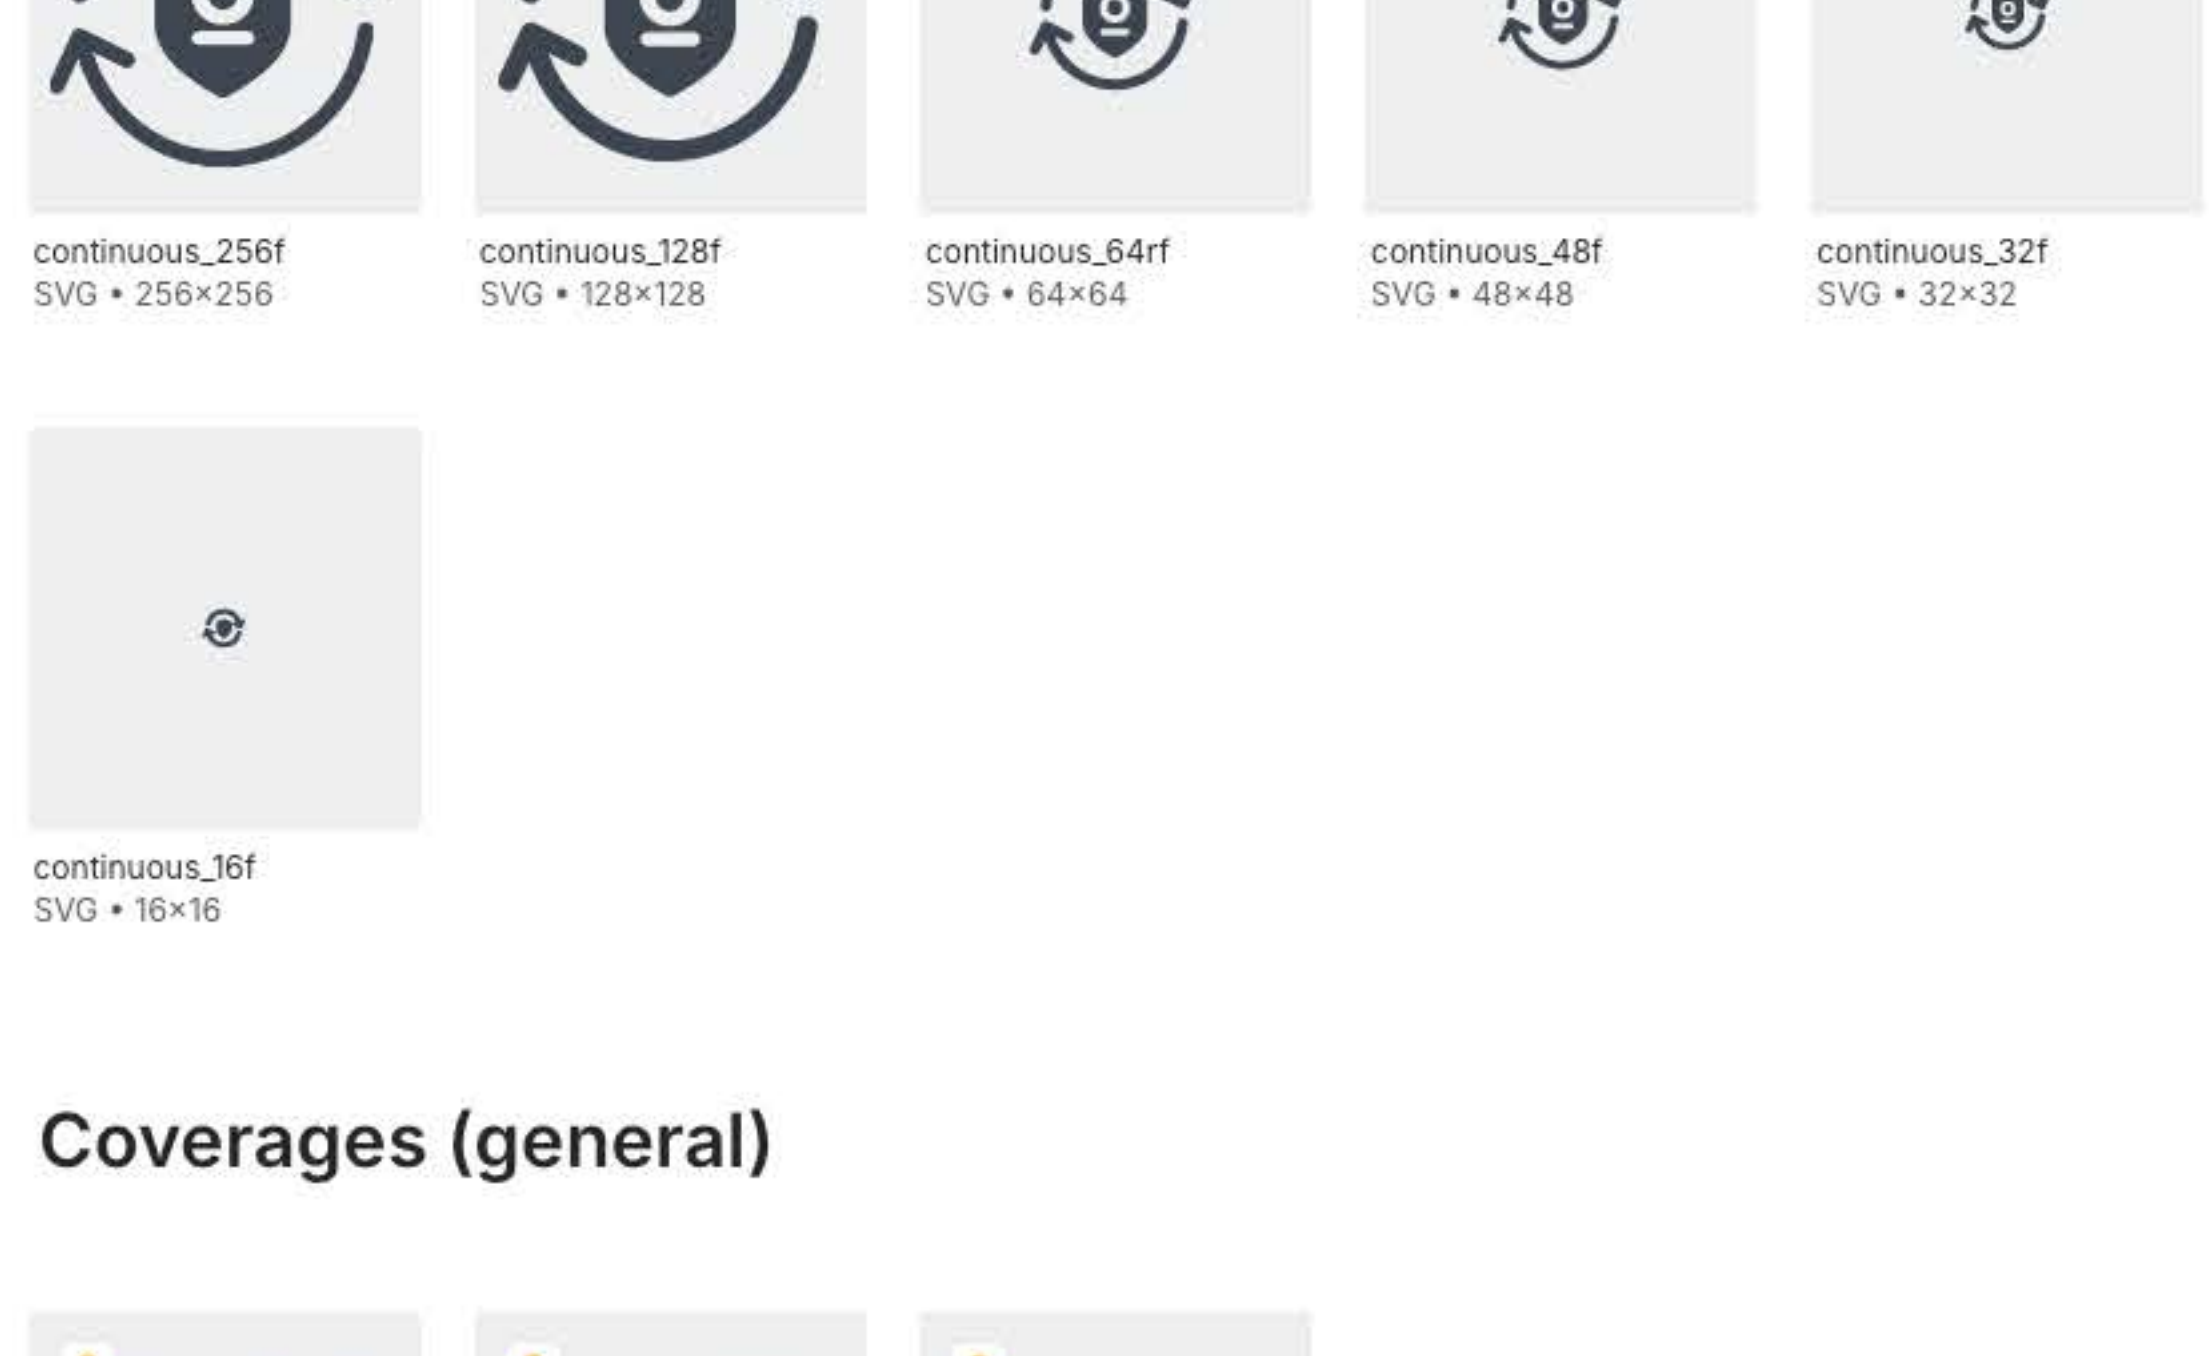 continuous_256f
SVG • 256×256
continuous_128f
SVG • 128×128
continuous_64rf
SVG • 64×64
continuous_48f
SVG • 48×48
continuous_32f
SVG • 32×32
continuous_16f
SVG • 16×16
Coverages (general)